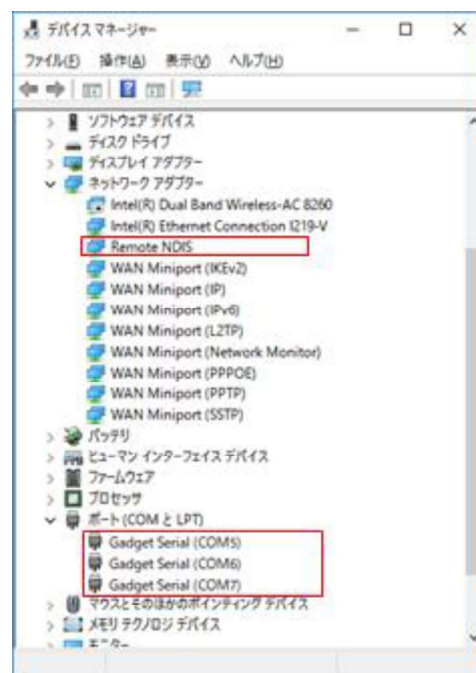 デバイス マネージャー
ファイル(F) 操作(A) 表示(V) ヘルプ(H)
ソフトウェア デバイス
ディスク ドライブ
ディスプレイ アダプター
ネットワーク アダプター
Intel(R) Dual Band Wireless-AC 8260
Intel(R) Ethernet Connection I219-V
Remote NDIS
WAN Miniport (IKEv2)
WAN Miniport (IP)
WAN Miniport (IPv6)
WAN Miniport (L2TP)
WAN Miniport (Network Monitor)
WAN Miniport (PPPOE)
WAN Miniport (PPTP)
WAN Miniport (SSTP)
バッテリ
ヒューマン インターフェイス デバイス
ファームウェア
プロセッサ
ポート (COM と LPT)
Gadget Serial (COM5)
Gadget Serial (COM6)
Gadget Serial (COM7)
マウスとそのほかのポインティング デバイス
メモリ テクノロジ デバイス
モニター